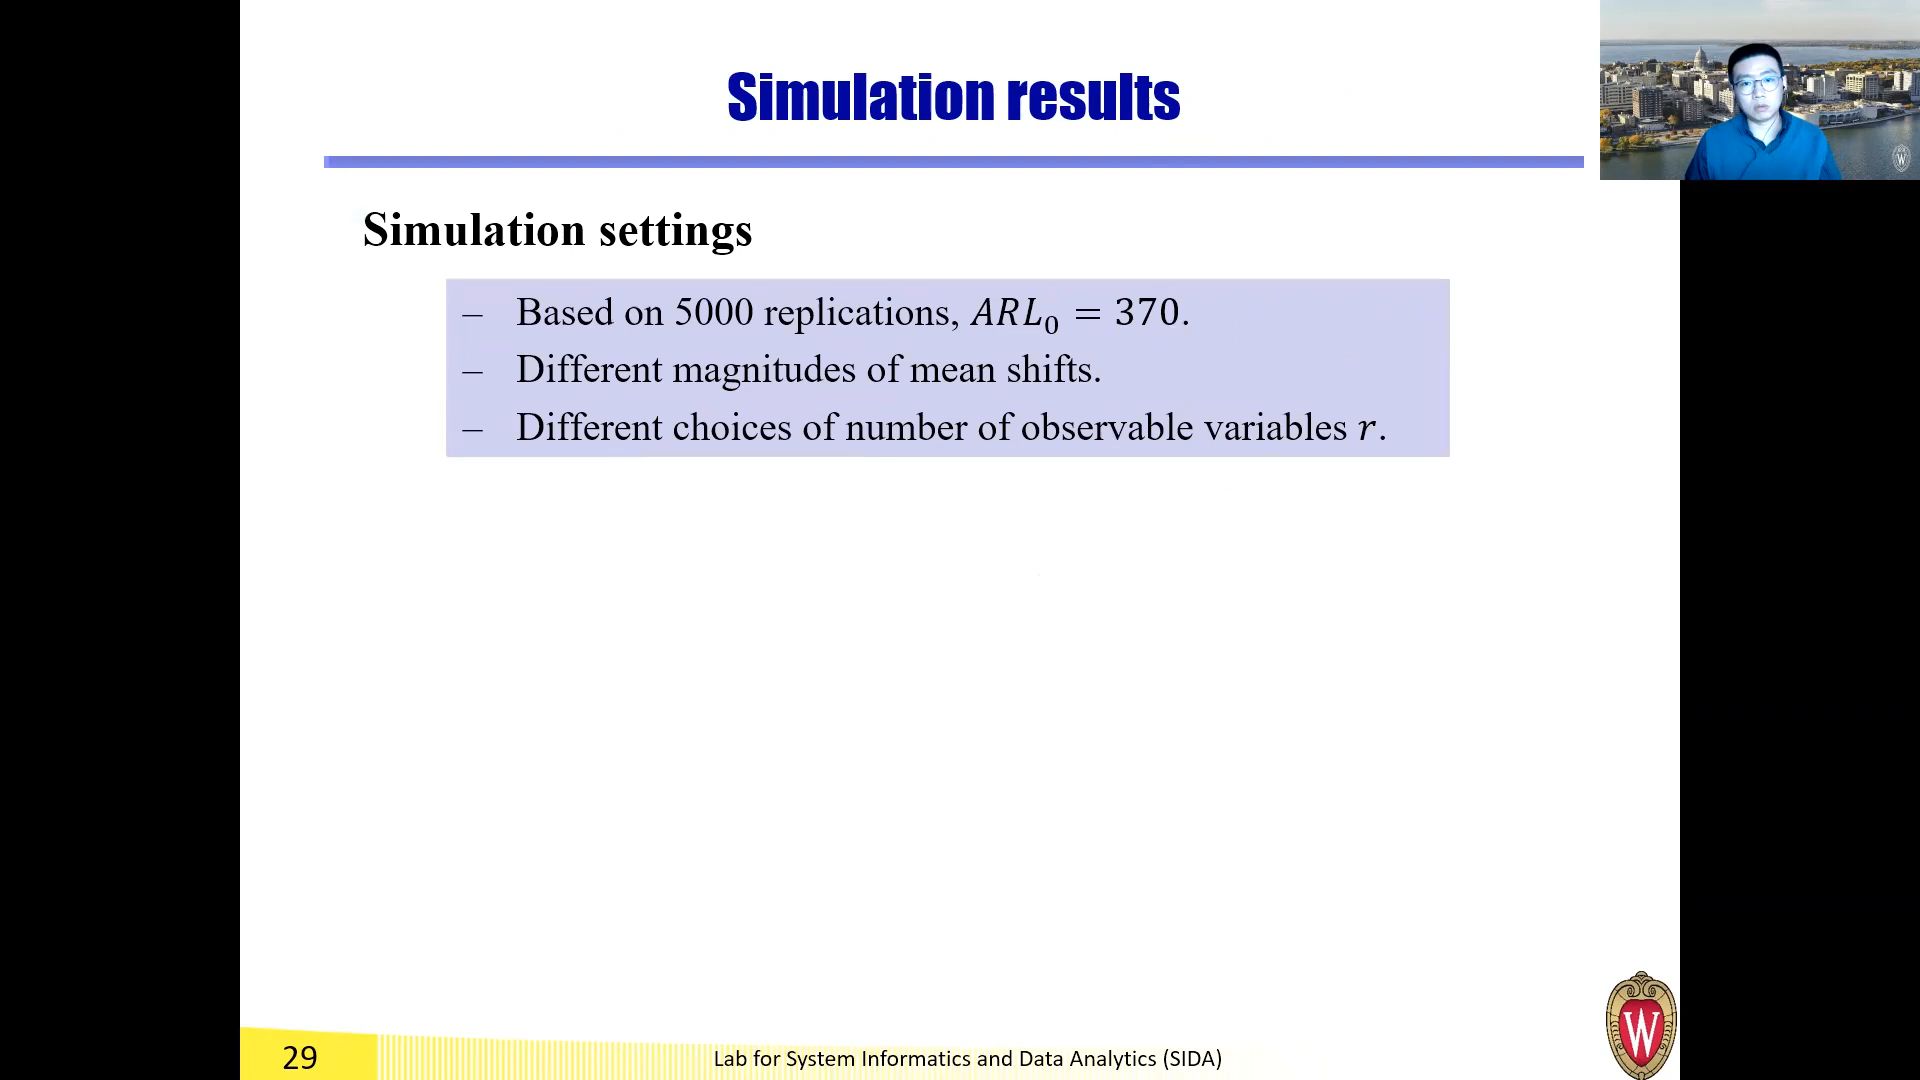 Simulation results
Simulation settings
– Based on 5000 replications, ARL₀ = 370.
– Different magnitudes of mean shifts.
– Different choices of number of observable variables r.
29
Lab for System Informatics and Data Analytics (SIDA)
W
W